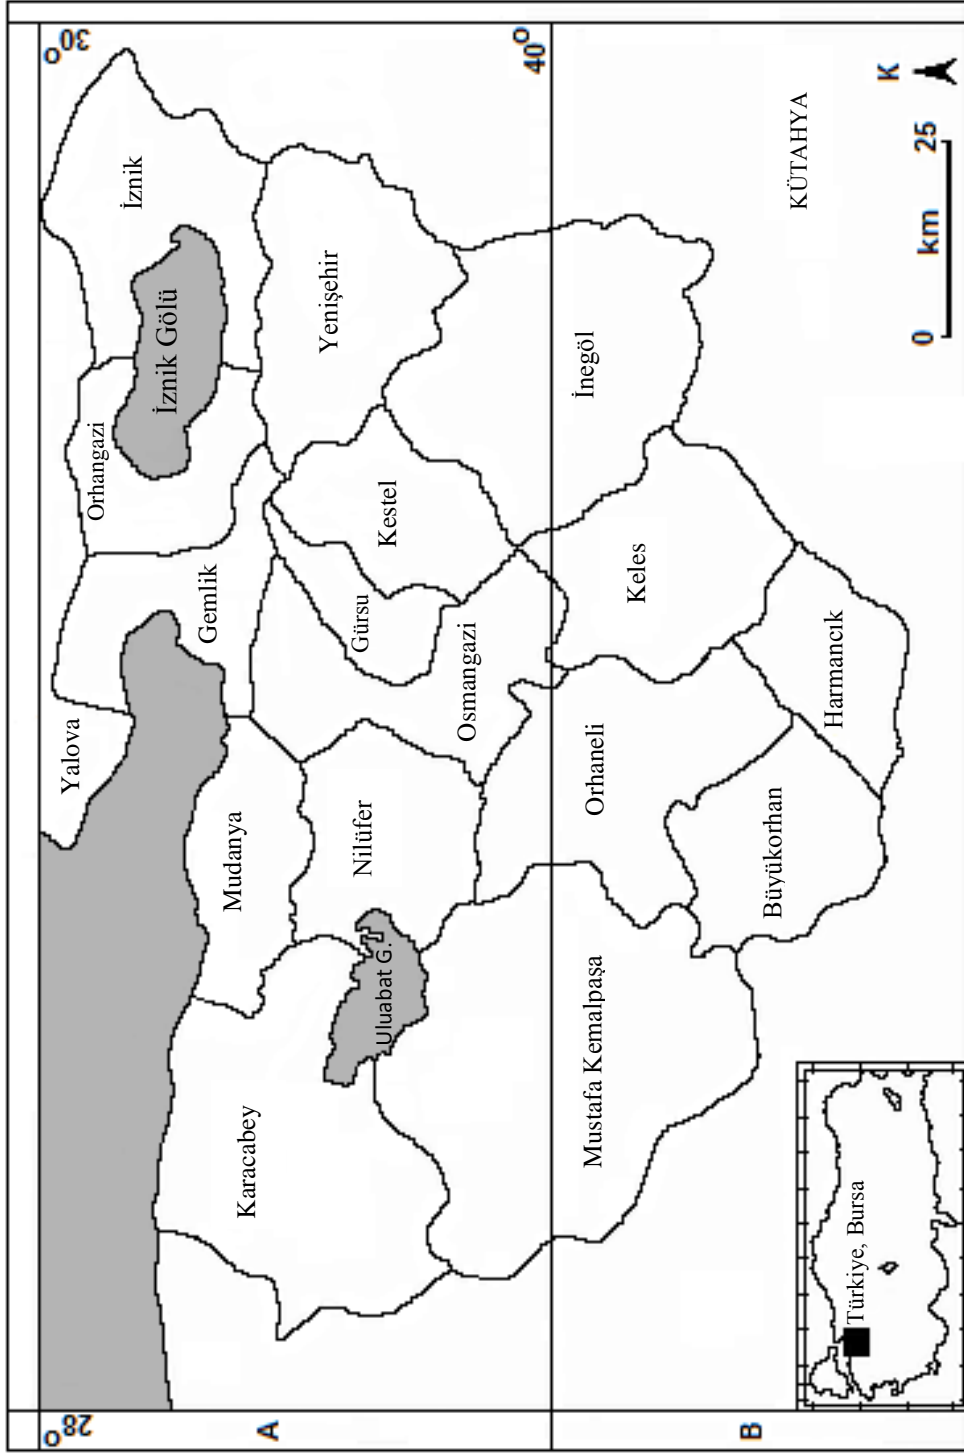 28°
30°
A
40°
B
Yalova
Orhangazi
İznik
İznik Gölü
Gemlik
Mudanya
Karacabey
Yenişehir
Nilüfer
Gürsu
Kestel
Uluabat G.
Osmangazi
İnegöl
Mustafa Kemalpaşa
Orhaneli
Keles
Büyükorhan
Harmancık
KÜTAHYA
Türkiye, Bursa
K
0 km 25